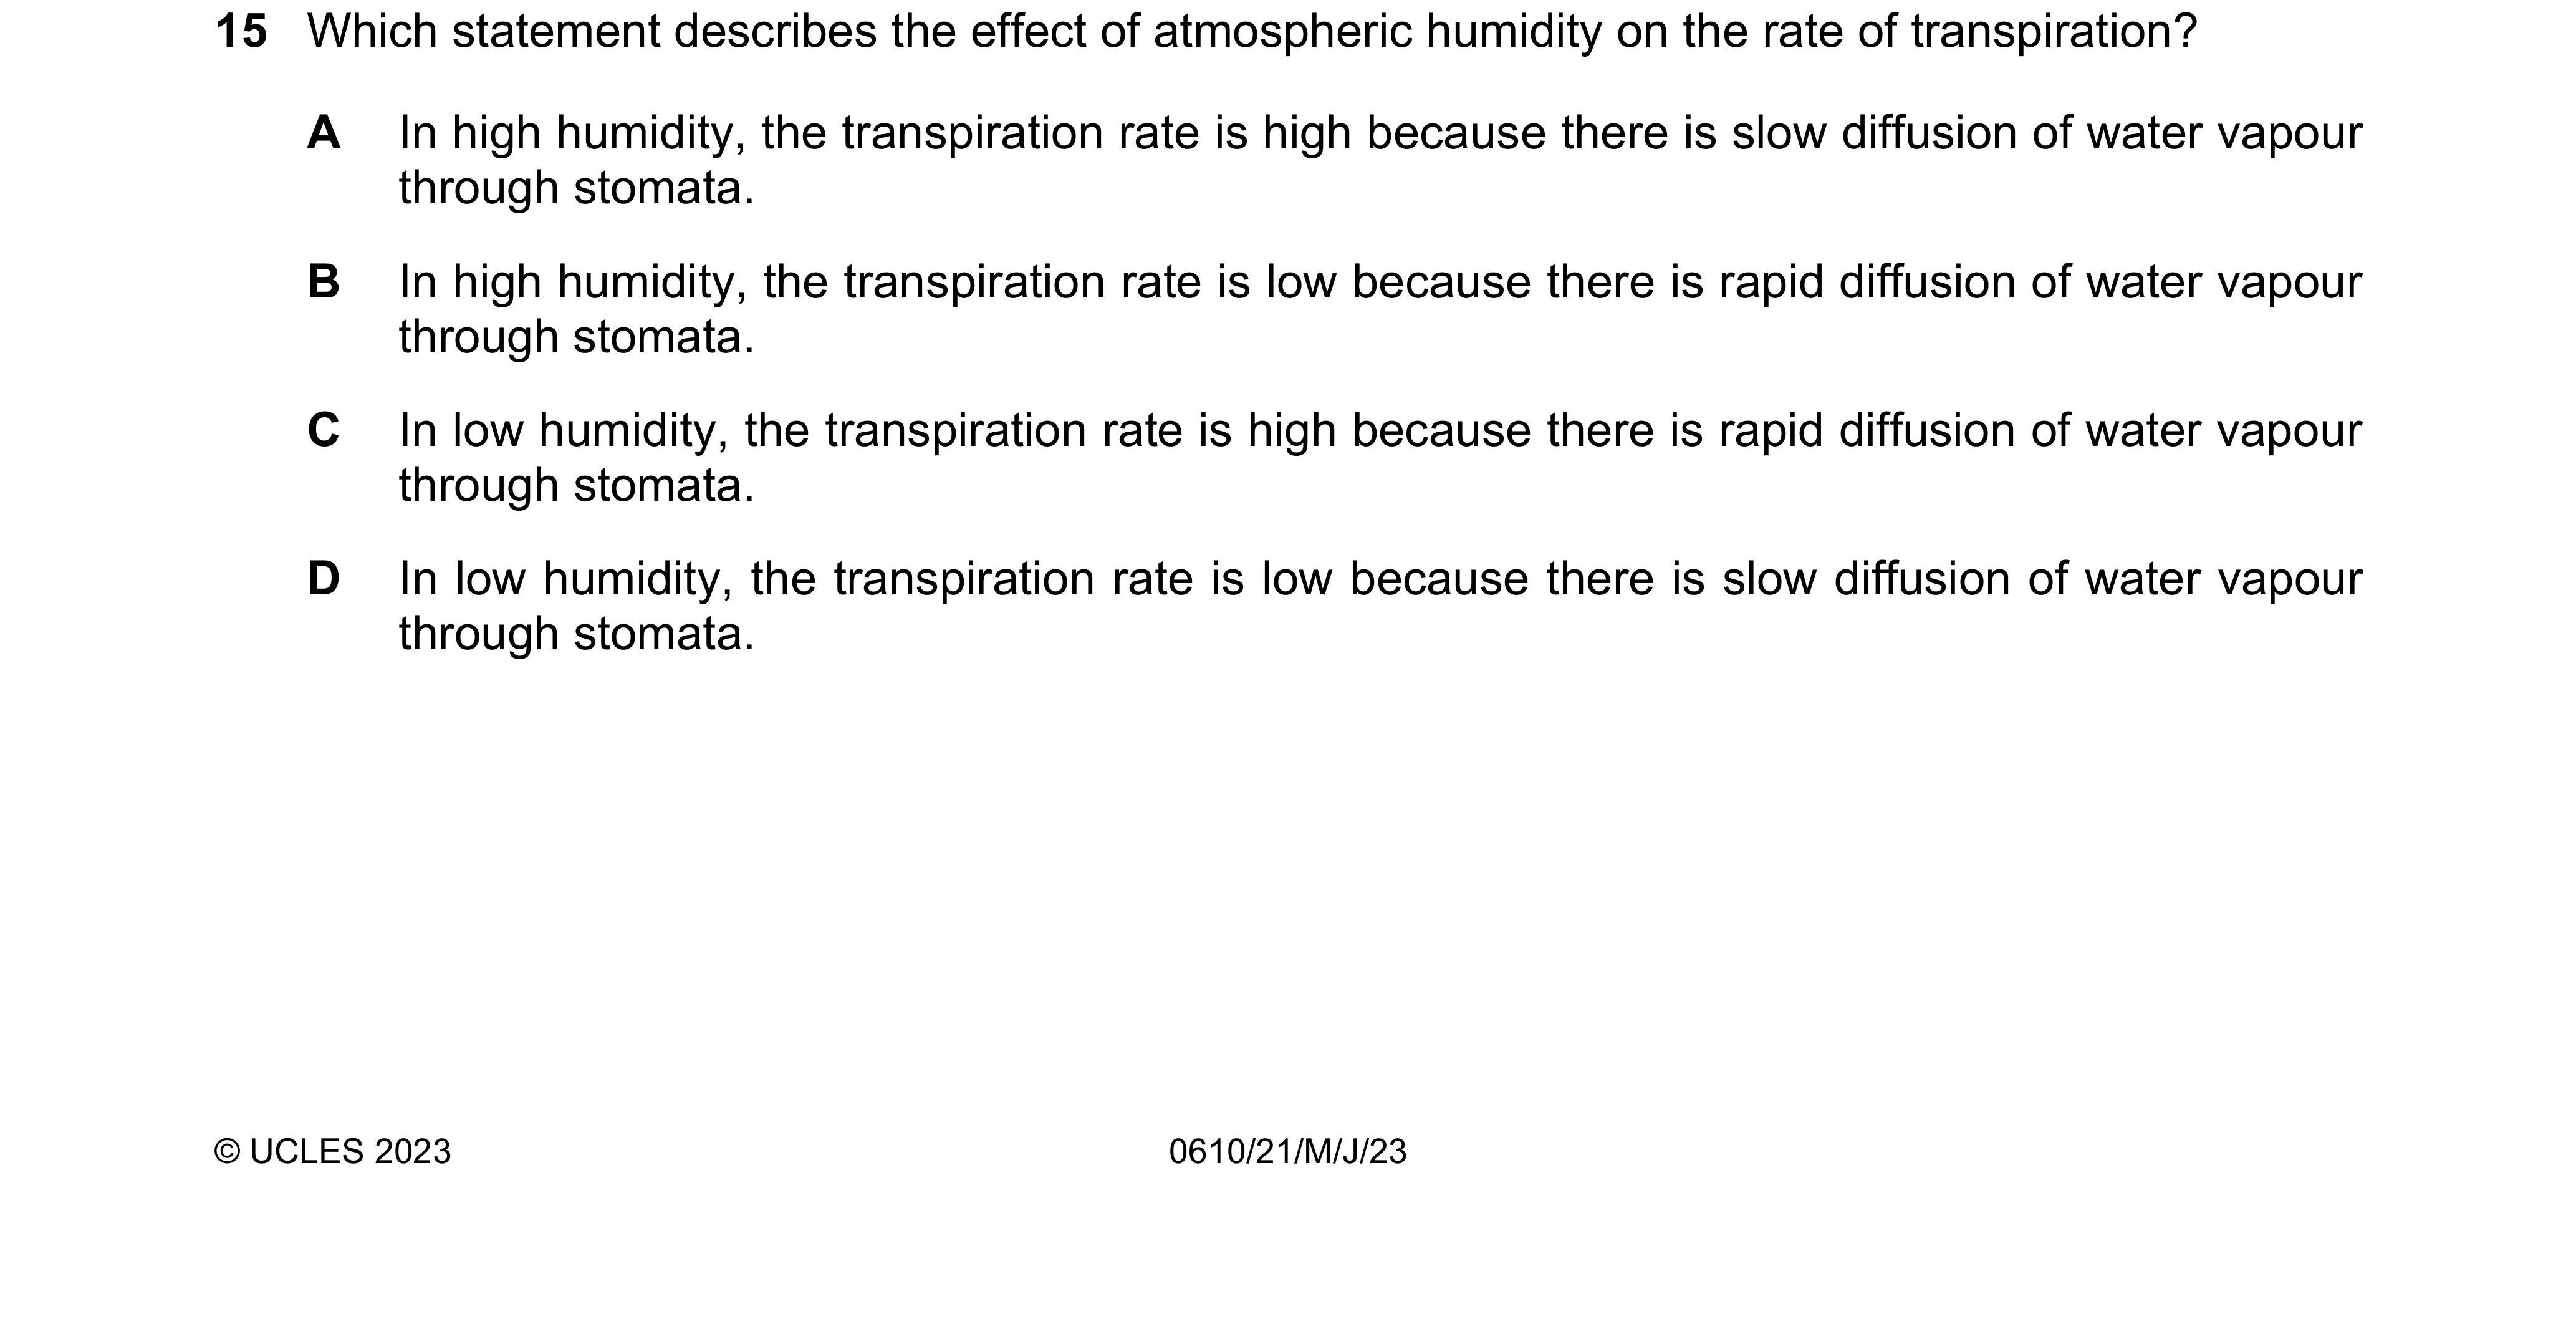 15 Which statement describes the effect of atmospheric humidity on the rate of transpiration?
A In high humidity, the transpiration rate is high because there is slow diffusion of water vapour
through stomata.
B In high humidity, the transpiration rate is low because there is rapid diffusion of water vapour
through stomata.
C In low humidity, the transpiration rate is high because there is rapid diffusion of water vapour
through stomata.
D In low humidity, the transpiration rate is low because there is slow diffusion of water vapour
through stomata.
© UCLES 2023 0610/21/M/J/23